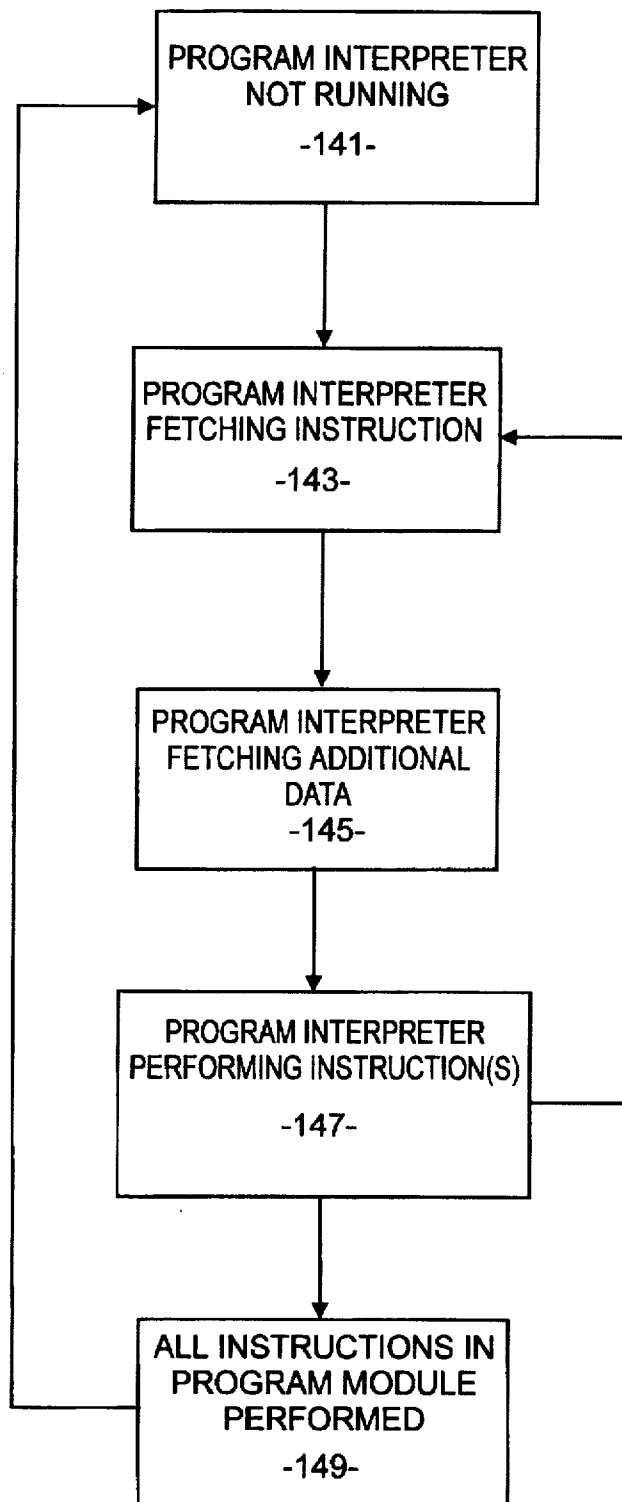 PROGRAM INTERPRETER
NOT RUNNING
-141-
PROGRAM INTERPRETER
FETCHING INSTRUCTION
-143-
PROGRAM INTERPRETER
FETCHING ADDITIONAL
DATA
-145-
PROGRAM INTERPRETER
PERFORMING INSTRUCTION(S)
-147-
ALL INSTRUCTIONS IN
PROGRAM MODULE
PERFORMED
-149-